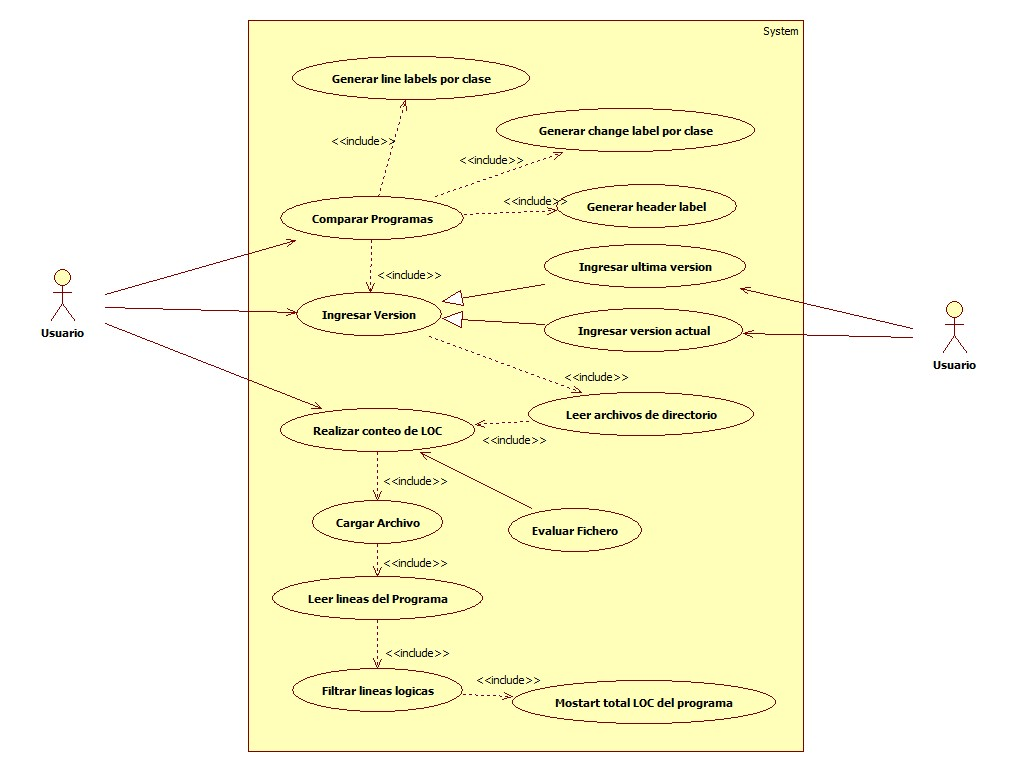 System
Generar line labels por clase
<<include>>
Generar change label por clase
<<include>>
<<include>>
Generar header label
Comparar Programas
<<include>>
Ingresar ultima version
Ingresar Version
Ingresar version actual
Usuario
Usuario
<<include>>
Leer archivos de directorio
Realizar conteo de LOC
<<include>>
<<include>>
Cargar Archivo
Evaluar Fichero
<<include>>
Leer lineas del Programa
<<include>>
Filtrar lineas logicas
<<include>>
Mostart total LOC del programa